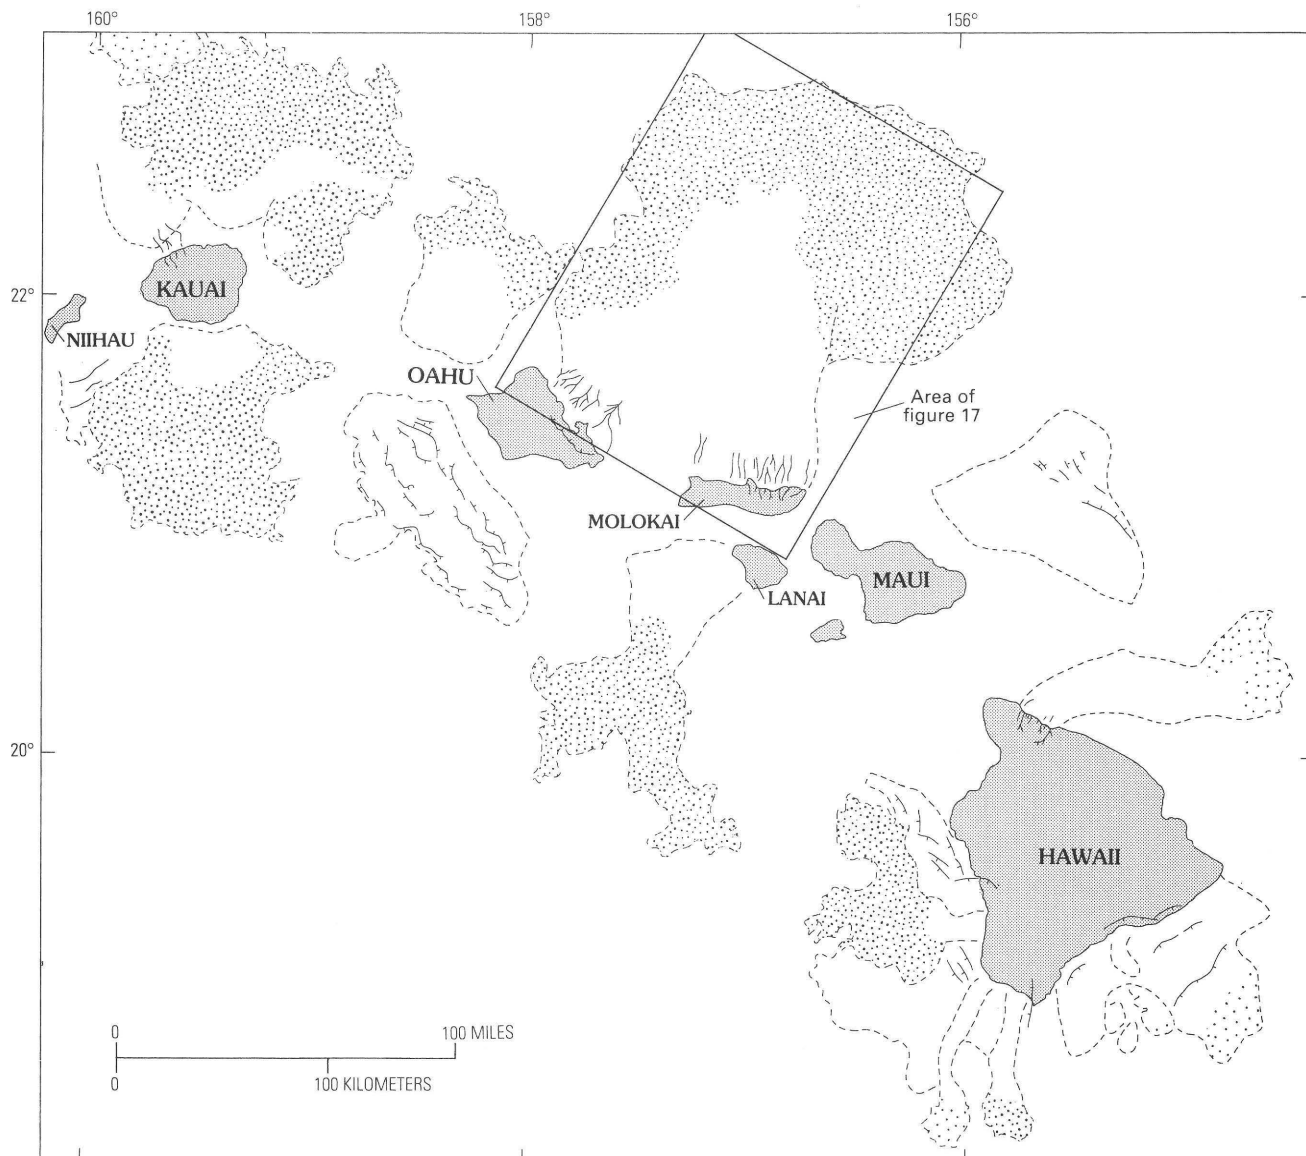 160°
158°
156°
22°
KAUAI
NIIHAU
OAHU
Area of
figure 17
MOLOKAI
MAUI
LANAI
20°
HAWAII
0
100 MILES
0
100 KILOMETERS